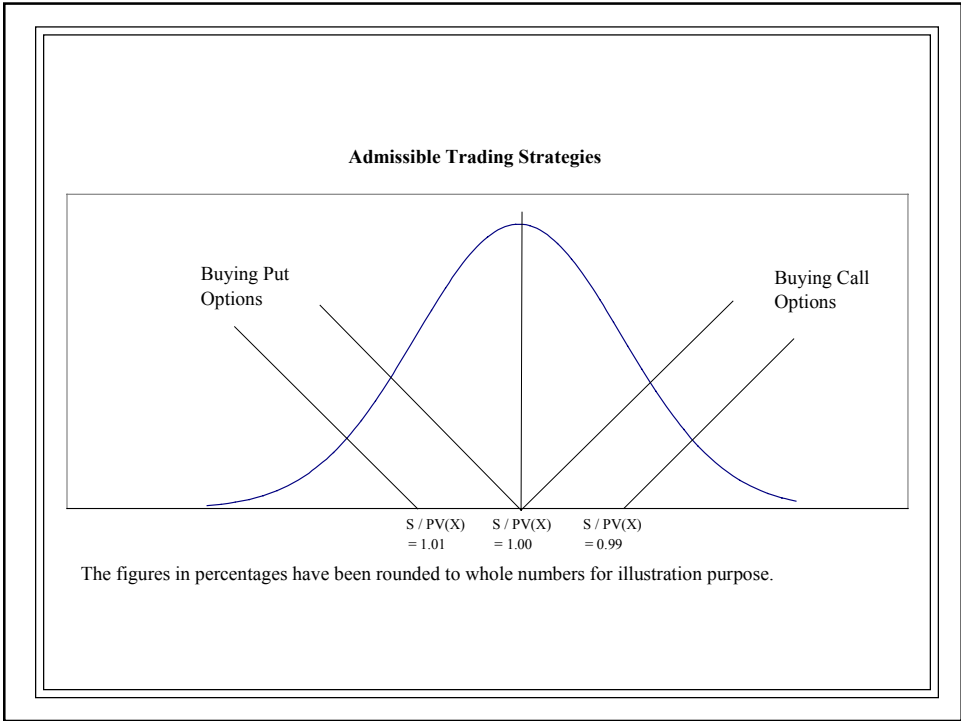 Admissible Trading Strategies
Buying Put
Options
Buying Call
Options
S / PV(X)
= 1.01
S / PV(X)
= 1.00
S / PV(X)
= 0.99
The figures in percentages have been rounded to whole numbers for illustration purpose.